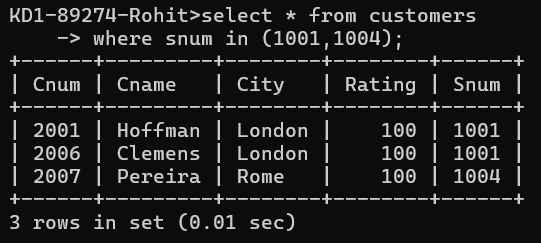 KD1-89274-Rohit>select * from customers
    -> where snum in (1001,1004);
+------+---------+--------+--------+------+
| Cnum | Cname   | City   | Rating | Snum |
+------+---------+--------+--------+------+
| 2001 | Hoffman | London |    100 | 1001 |
| 2006 | Clemens | London |    100 | 1001 |
| 2007 | Pereira | Rome   |    100 | 1004 |
+------+---------+--------+--------+------+
3 rows in set (0.01 sec)